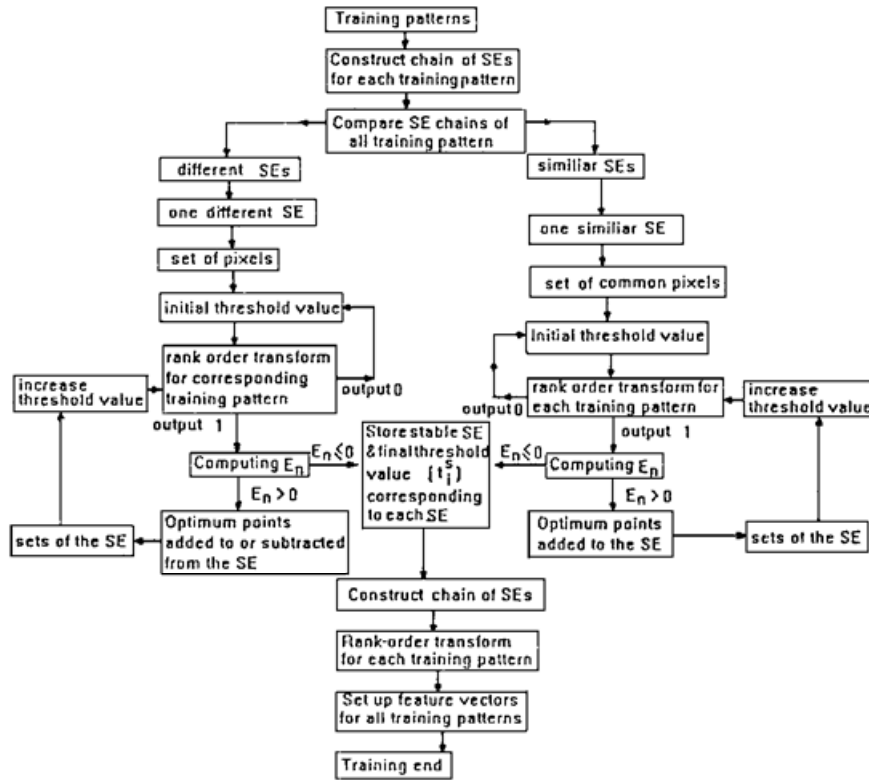 Training patterns
Construct chain of SEs
for each training pattern
Compare SE chains of
all training pattern
different SEs
one different SE
set of pixels
initial threshold value
rank order transform
for corresponding
training pattern
output 0
increase
threshold value
output 1
Computing En
En≤0
En>0
Optimum points
added to or subtracted
from the SE
sets of the SE
similiar SEs
one similiar SE
set of common pixels
Initial threshold value
rank order transform for
each training pattern
output 0
increase
threshold value
output 1
Computing En
En≤0
En>0
Optimum points
added to the SE
sets of the SE
Store stable SE
& final threshold
value {t_i^s}
corresponding
to each SE
Construct chain of SEs
Rank-order transform
for each training pattern
Set up feature vectors
for all training patterns
Training end